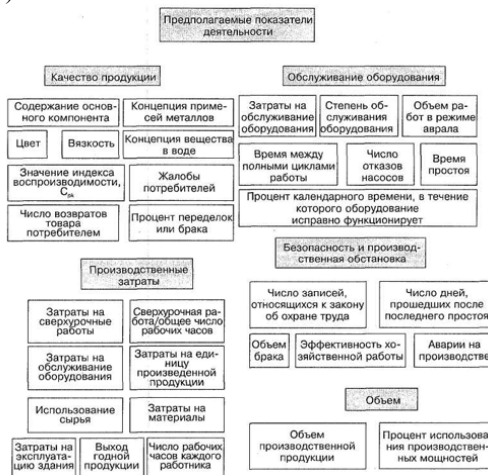 )
Предполагаемые показатели
деятельности
Качество продукции
Содержание основ-
ного компонента
Концепция приме-
сей металлов
Цвет
Вязкость
Концепция вещества
в воде
Значение индекса
воспроизводимости,
Cpk
Жалобы
потребителей
Число возвратов
товара
потребителем
Процент переделок
или брака
Обслуживание оборудования
Затраты на
обслуживание
оборудования
Степень об-
служивания
оборудования
Объем ра-
бот в режиме
аврала
Время между
полными циклами
работы
Число
отказов
насосов
Время
простоя
Процент календарного времени, в течение
которого оборудование
исправно функционирует
Производственные
затраты
Затраты на
сверхурочные
работы
Сверхурочная ра-
бота/общее число
рабочих часов
Затраты на
обслуживание
оборудования
Затраты на еди-
ницу
произведенной
продукции
Использование
сырья
Затраты на
материалы
Затраты на
эксплуата-
цию здания
Выход
годной
продукции
Число рабочих
часов каждого
работника
Безопасность и производ-
ственная обстановка
Число записей,
относящихся к закону
об охране труда
Число дней,
прошедших после
последнего простоя
Объем
брака
Эффективность хо-
зяйственной работы
Аварии на
производстве
Объем
Объем
производственной
продукции
Процент использова-
ния производствен-
ных мощностей